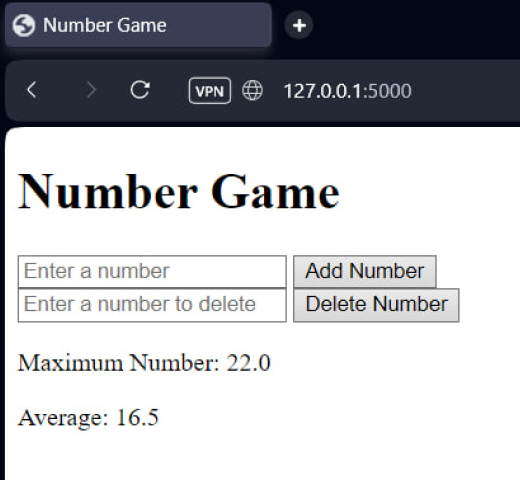 Number Game
VPN 127.0.0.1:5000
Number Game
Enter a number Add Number
Enter a number to delete Delete Number
Maximum Number: 22.0
Average: 16.5